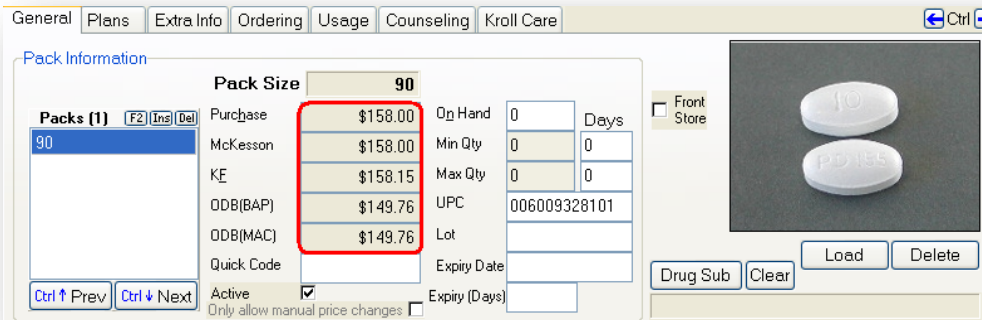 General Plans Extra Info Ordering Usage Counseling Kroll Care Ctrl
Pack Information
Pack Size 90
Packs (1) F2 Ins Del
90
Ctrl Prev Ctrl Next
Purchase $158.00
McKesson $158.00
KF $158.15
ODB(BAP) $149.76
ODB(MAC) $149.76
Quick Code
Active
Only allow manual price changes
On Hand 0 Days
Min Qty 0 0
Max Qty 0 0
UPC 006009328101
Lot
Expiry Date
Expiry (Days)
Front
Store
10
PD 155
Load Delete
Drug Sub Clear